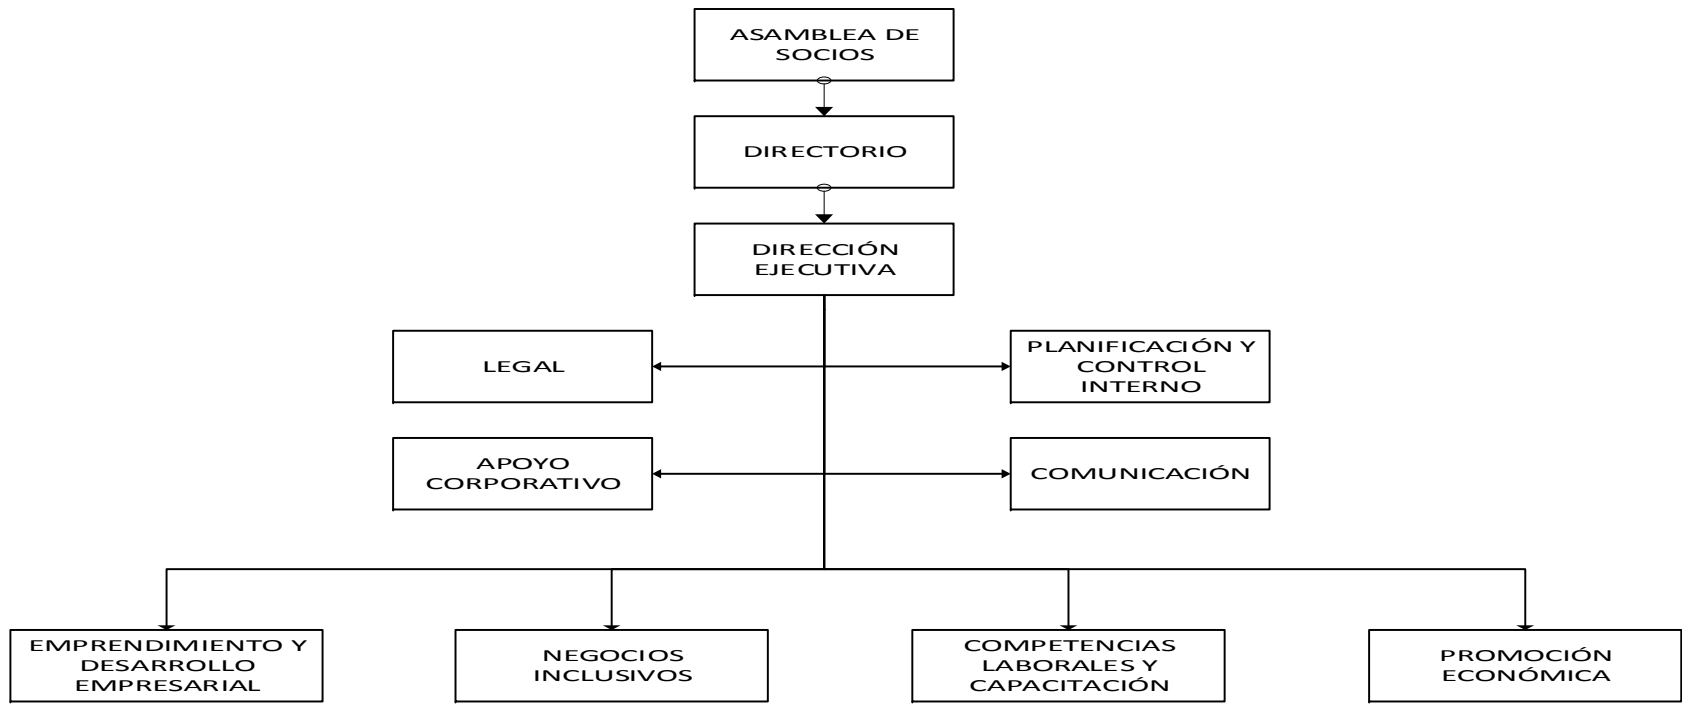 ASAMBLEA DE
SOCIOS
DIRECTORIO
DIRECCIÓN
EJECUTIVA
LEGAL
PLANIFICACIÓN Y
CONTROL
INTERNO
APOYO
CORPORATIVO
COMUNICACIÓN
EMPRENDIMIENTO Y
DESARROLLO
EMPRESARIAL
NEGOCIOS
INCLUSIVOS
COMPETENCIAS
LABORALES Y
CAPACITACIÓN
PROMOCIÓN
ECONÓMICA